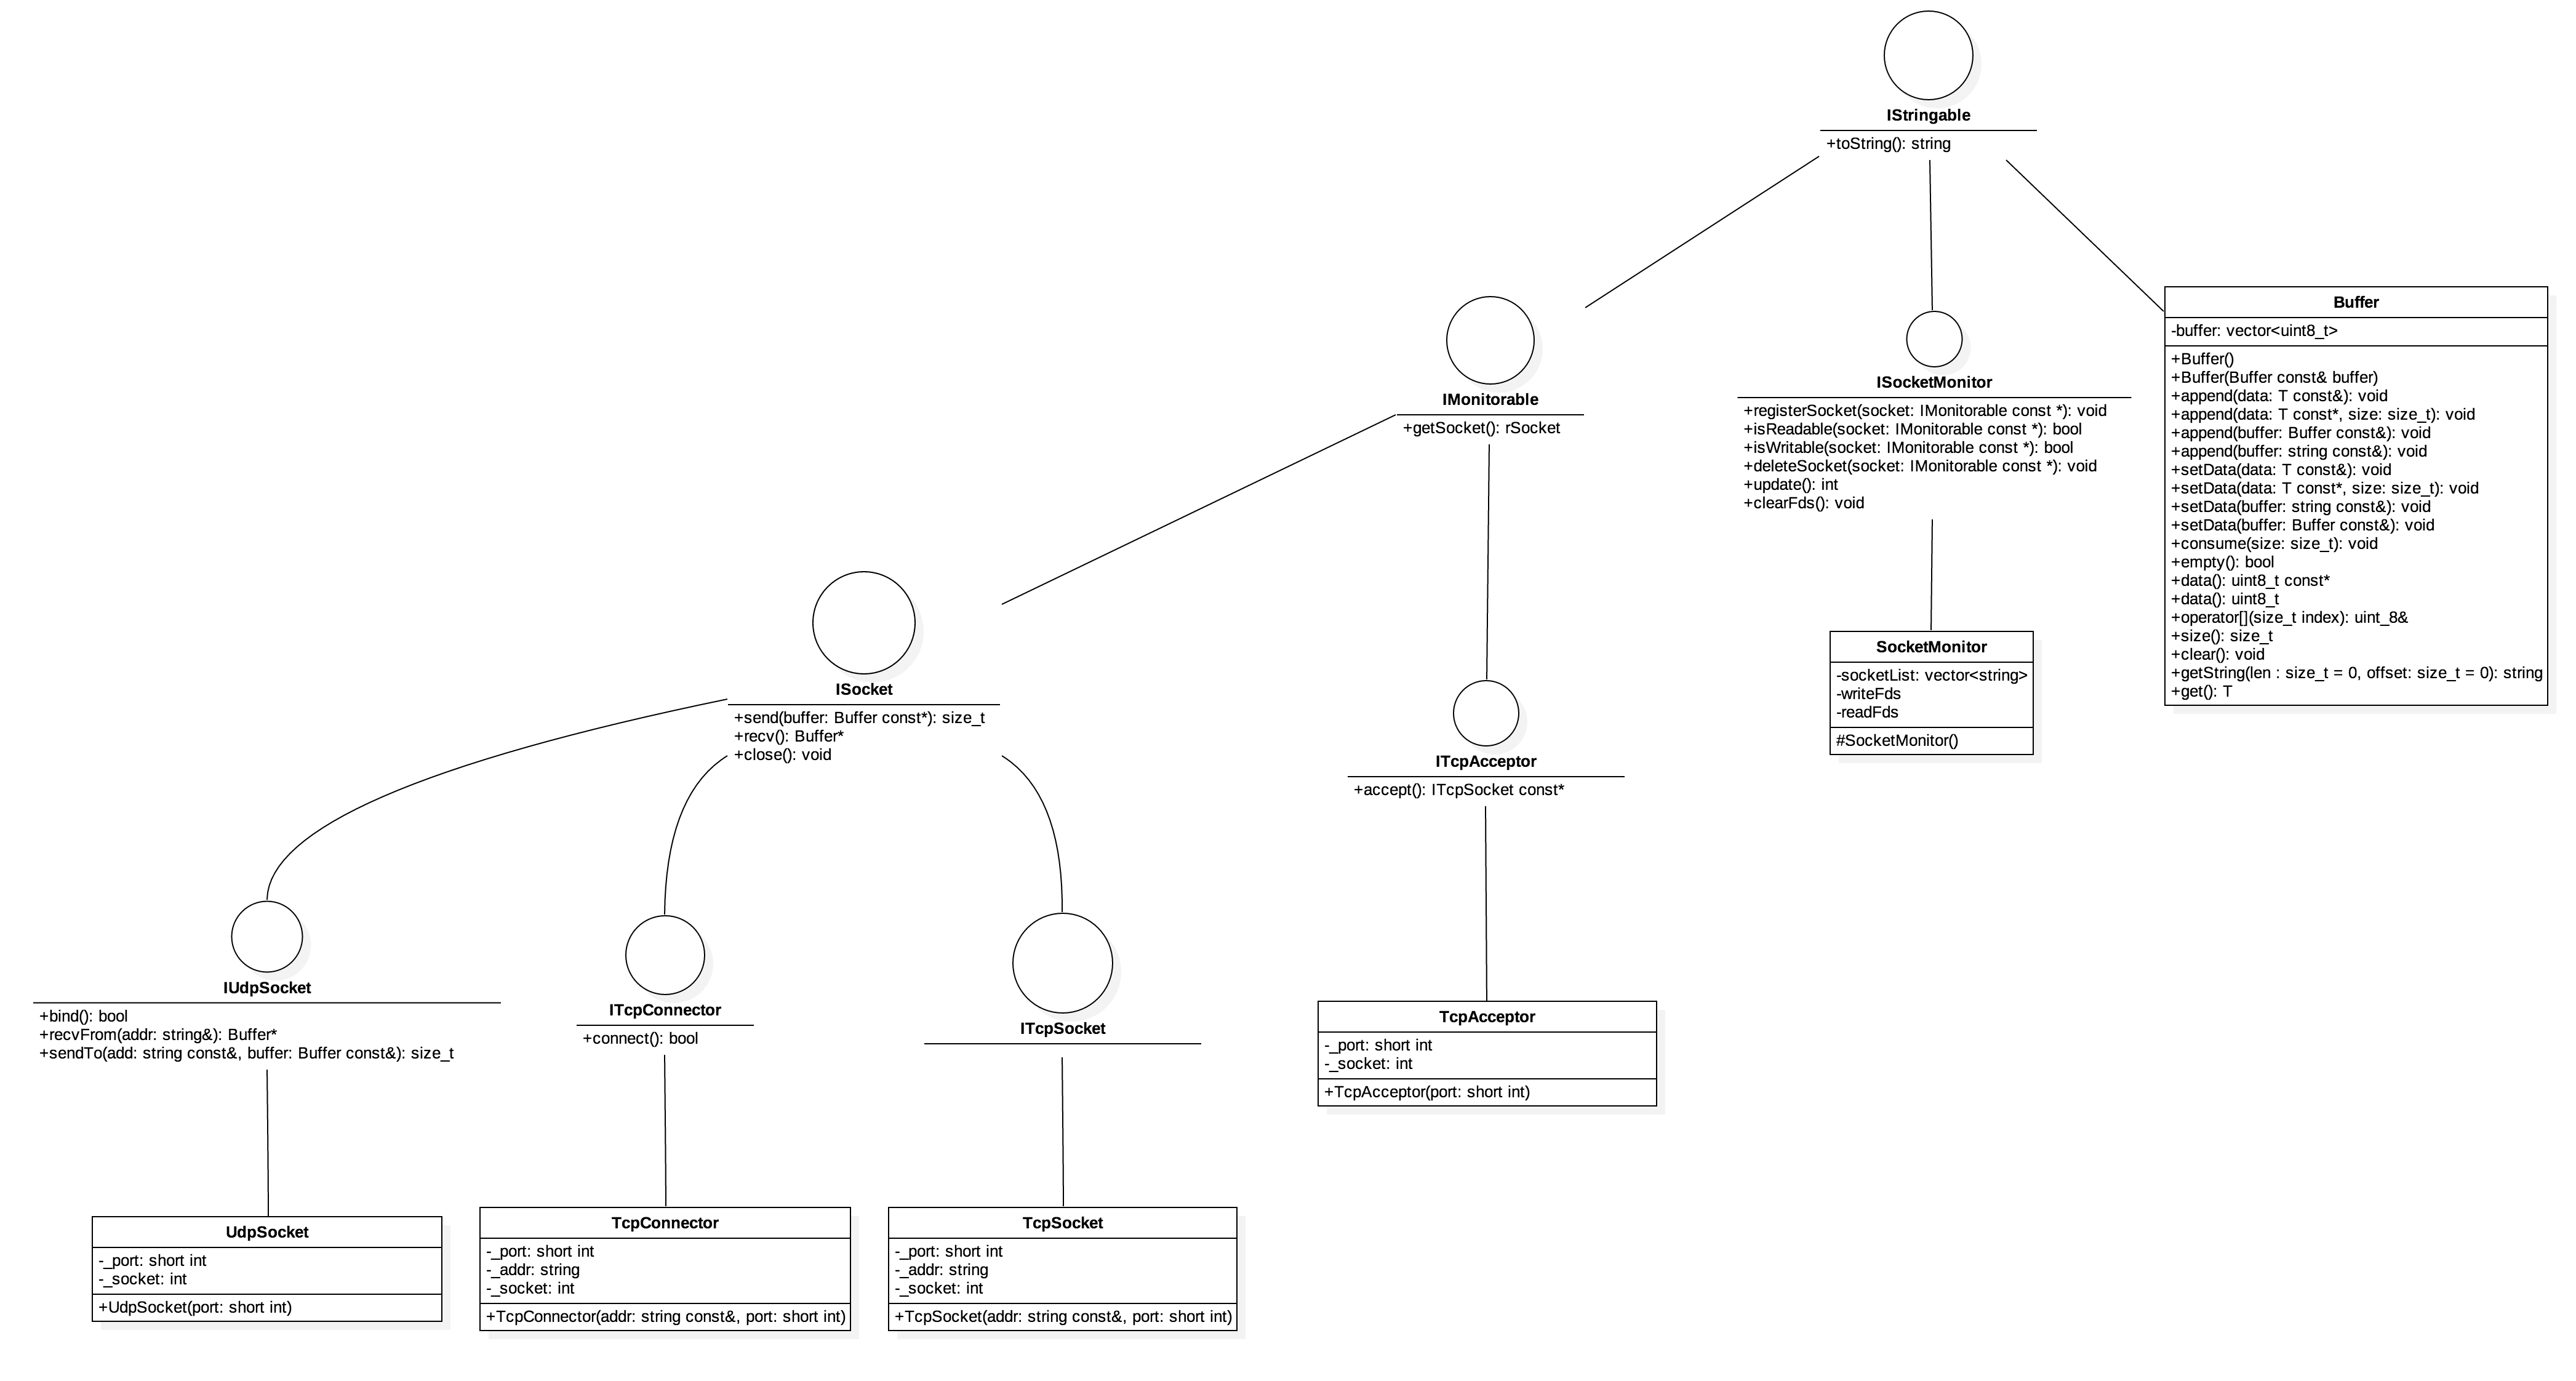 IStringable
+toString(): string
IMonitorable
+getSocket(): rSocket
ISocketMonitor
+registerSocket(socket: IMonitorable const *): void
+isReadable(socket: IMonitorable const *): bool
+isWritable(socket: IMonitorable const *): bool
+deleteSocket(socket: IMonitorable const *): void
+update(): int
+clearFds(): void
Buffer
-buffer: vector<uint8_t>
+Buffer()
+Buffer(Buffer const& buffer)
+append(data: T const&): void
+append(data: T const*, size: size_t): void
+append(buffer: Buffer const&): void
+append(buffer: string const&): void
+setData(data: T const&): void
+setData(data: T const*, size: size_t): void
+setData(buffer: string const&): void
+setData(buffer: Buffer const&): void
+consume(size: size_t): void
+empty(): bool
+data(): uint8_t const*
+data(): uint8_t
+operator[](size_t index): uint_8&
+size(): size_t
+clear(): void
+getString(len : size_t = 0, offset: size_t = 0): string
+get(): T
ISocket
+send(buffer: Buffer const*): size_t
+recv(): Buffer*
+close(): void
ITcpAcceptor
+accept(): ITcpSocket const*
SocketMonitor
-socketList: vector<string>
-writeFds
-readFds
#SocketMonitor()
IUdpSocket
+bind(): bool
+recvFrom(addr: string&): Buffer*
+sendTo(add: string const&, buffer: Buffer const&): size_t
ITcpConnector
+connect(): bool
ITcpSocket
TcpAcceptor
-_port: short int
-_socket: int
+TcpAcceptor(port: short int)
UdpSocket
-_port: short int
-_socket: int
+UdpSocket(port: short int)
TcpConnector
-_port: short int
-_addr: string
-_socket: int
+TcpConnector(addr: string const&, port: short int)
TcpSocket
-_port: short int
-_addr: string
-_socket: int
+TcpSocket(addr: string const&, port: short int)